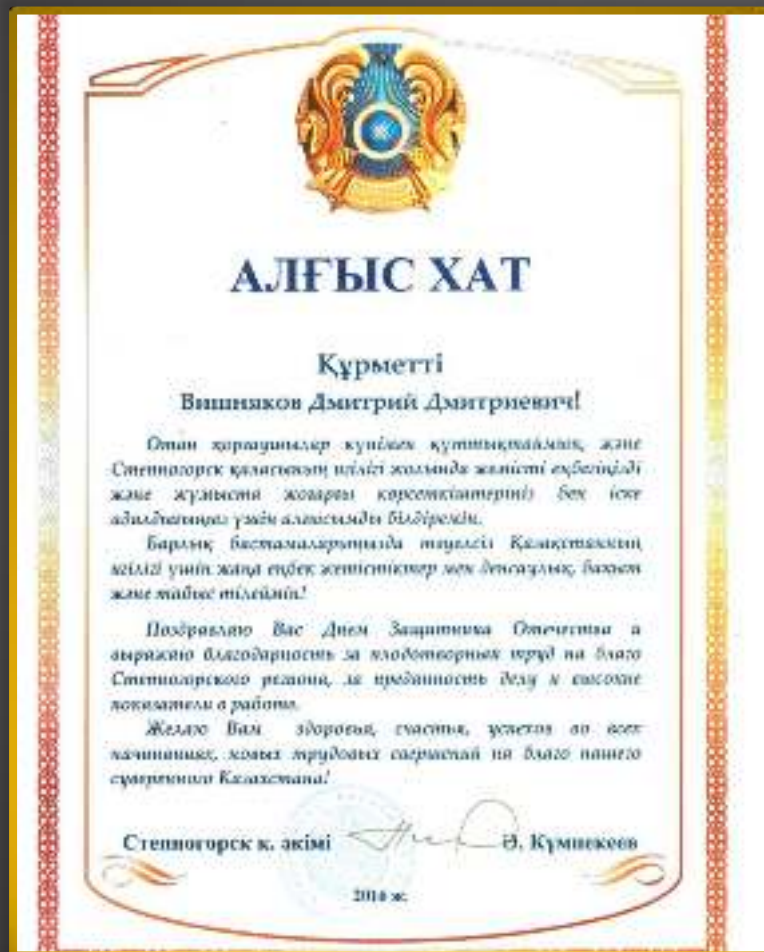 АЛҒЫС ХАТ
Құрметті
Вишняков Дмитрий Дмитриевич!
Отан қорғаушылар күнімен құттықтаймын, және
Степногорск қаласының игілігі жолында жемісті еңбегіңізді
және жұмыста жоғарғы көрсеткіштеріңіз бен іске
адалдығыңыз үшін алғысымды білдіремін.
Барлық бастамаларыңызда тәуелсіз Қазақстанның
игілігі үшін жаңа еңбек жетістіктер мен денсаулық, бақыт
және табыс тілеймін!
Поздравляю Вас Днем Защитника Отечества и
выражаю благодарность за плодотворный труд на благо
Степногорского региона, за преданность делу и высокие
показатели в работе.
Желаю Вам здоровья, счастья, успехов во всех
начинаниях, новых трудовых свершений на благо нашего
суверенного Казахстана!
Степногорск қ. әкімі Ә. Күмпекеев
2016 ж.